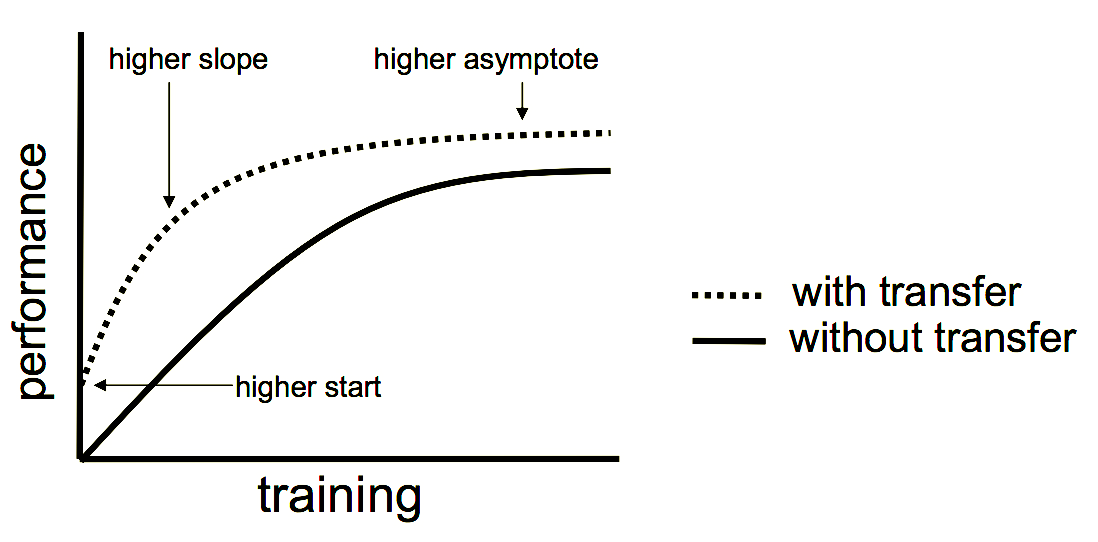 higher slope
higher asymptote
performance
with transfer
without transfer
higher start
training